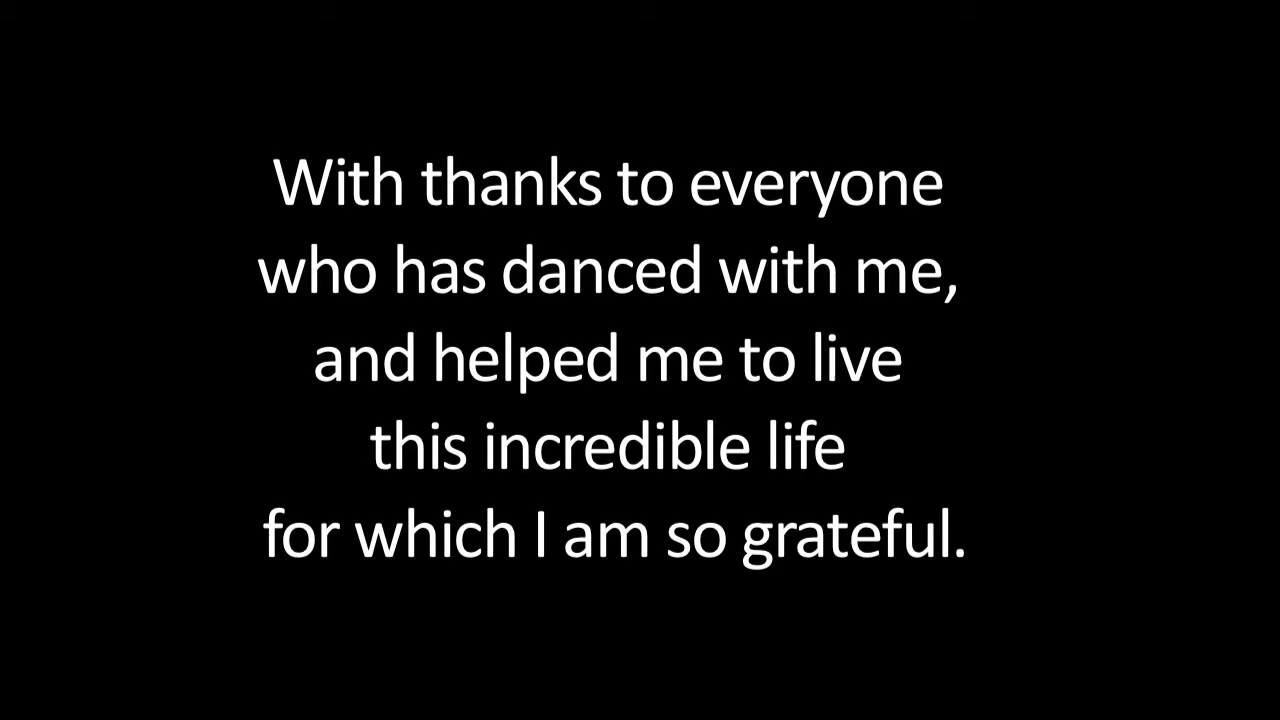 With thanks to everyone
who has danced with me,
and helped me to live
this incredible life
for which I am so grateful.